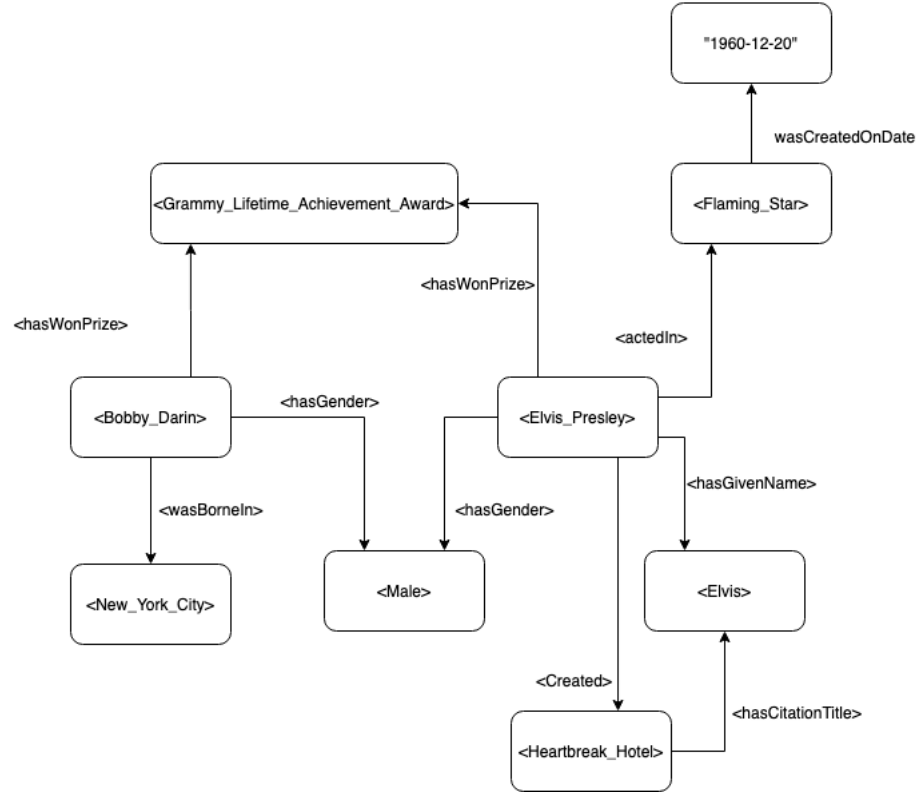 "1960-12-20"
wasCreatedOnDate
<Grammy_Lifetime_Achievement_Award>
<Flaming_Star>
<hasWonPrize>
<hasWonPrize>
<actedIn>
<hasGender>
<Bobby_Darin>
<Elvis_Presley>
<hasGivenName>
<wasBorneIn>
<hasGender>
<Male>
<Elvis>
<New_York_City>
<Created>
<hasCitationTitle>
<Heartbreak_Hotel>